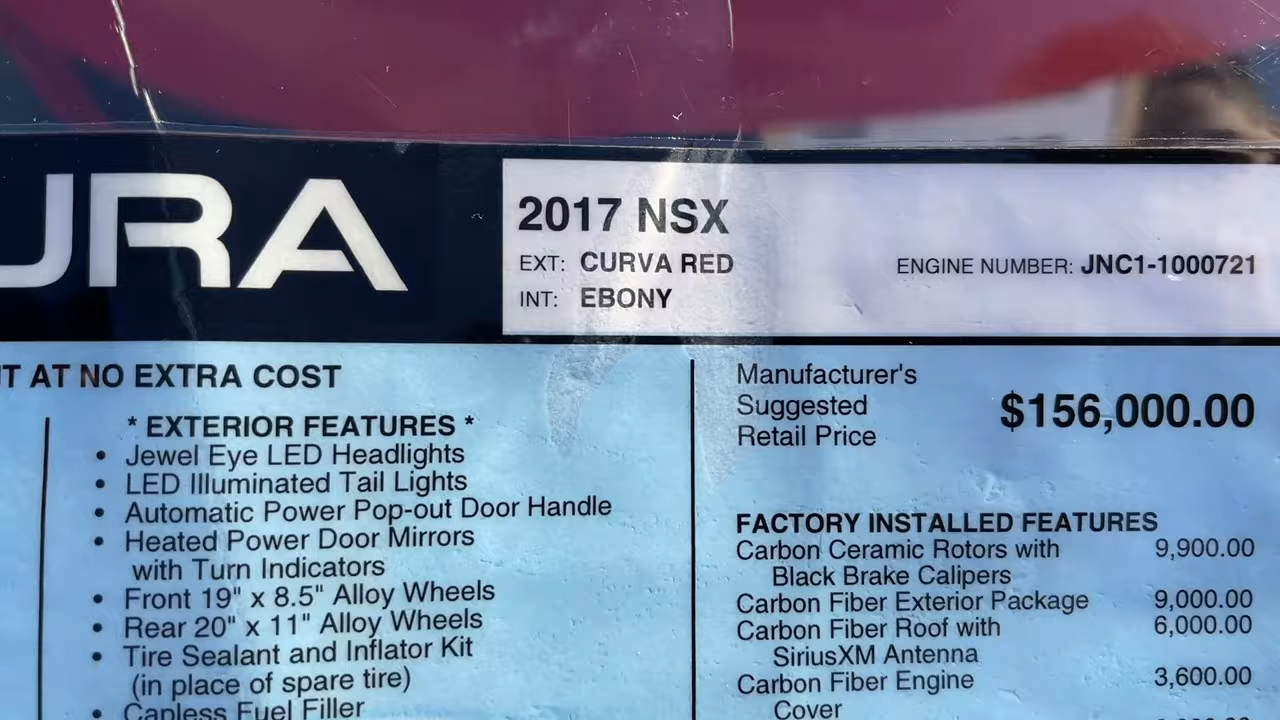 URA
2017 NSX
EXT: CURVA RED
INT: EBONY
ENGINE NUMBER: JNC1-1000721
AT NO EXTRA COST
* EXTERIOR FEATURES *
• Jewel Eye LED Headlights
• LED Illuminated Tail Lights
• Automatic Power Pop-out Door Handle
• Heated Power Door Mirrors
with Turn Indicators
• Front 19" x 8.5" Alloy Wheels
• Rear 20" x 11" Alloy Wheels
• Tire Sealant and Inflator Kit
(in place of spare tire)
• Capless Fuel Filler
Manufacturer's
Suggested
Retail Price
$156,000.00
FACTORY INSTALLED FEATURES
Carbon Ceramic Rotors with 9,900.00
Black Brake Calipers
Carbon Fiber Exterior Package 9,000.00
Carbon Fiber Roof with 6,000.00
SiriusXM Antenna
Carbon Fiber Engine 3,600.00
Cover